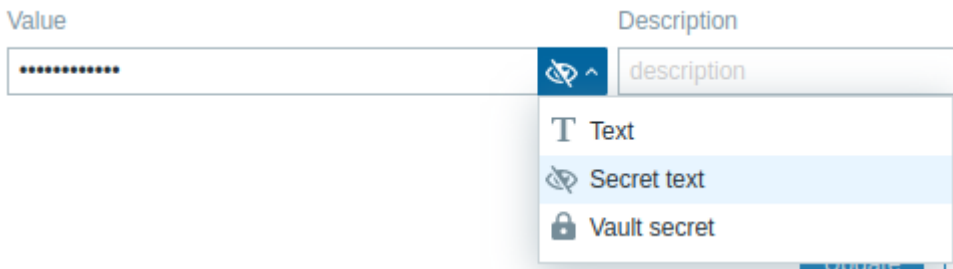 Value Description
•••••••••••• description
T Text
Secret text
Vault secret